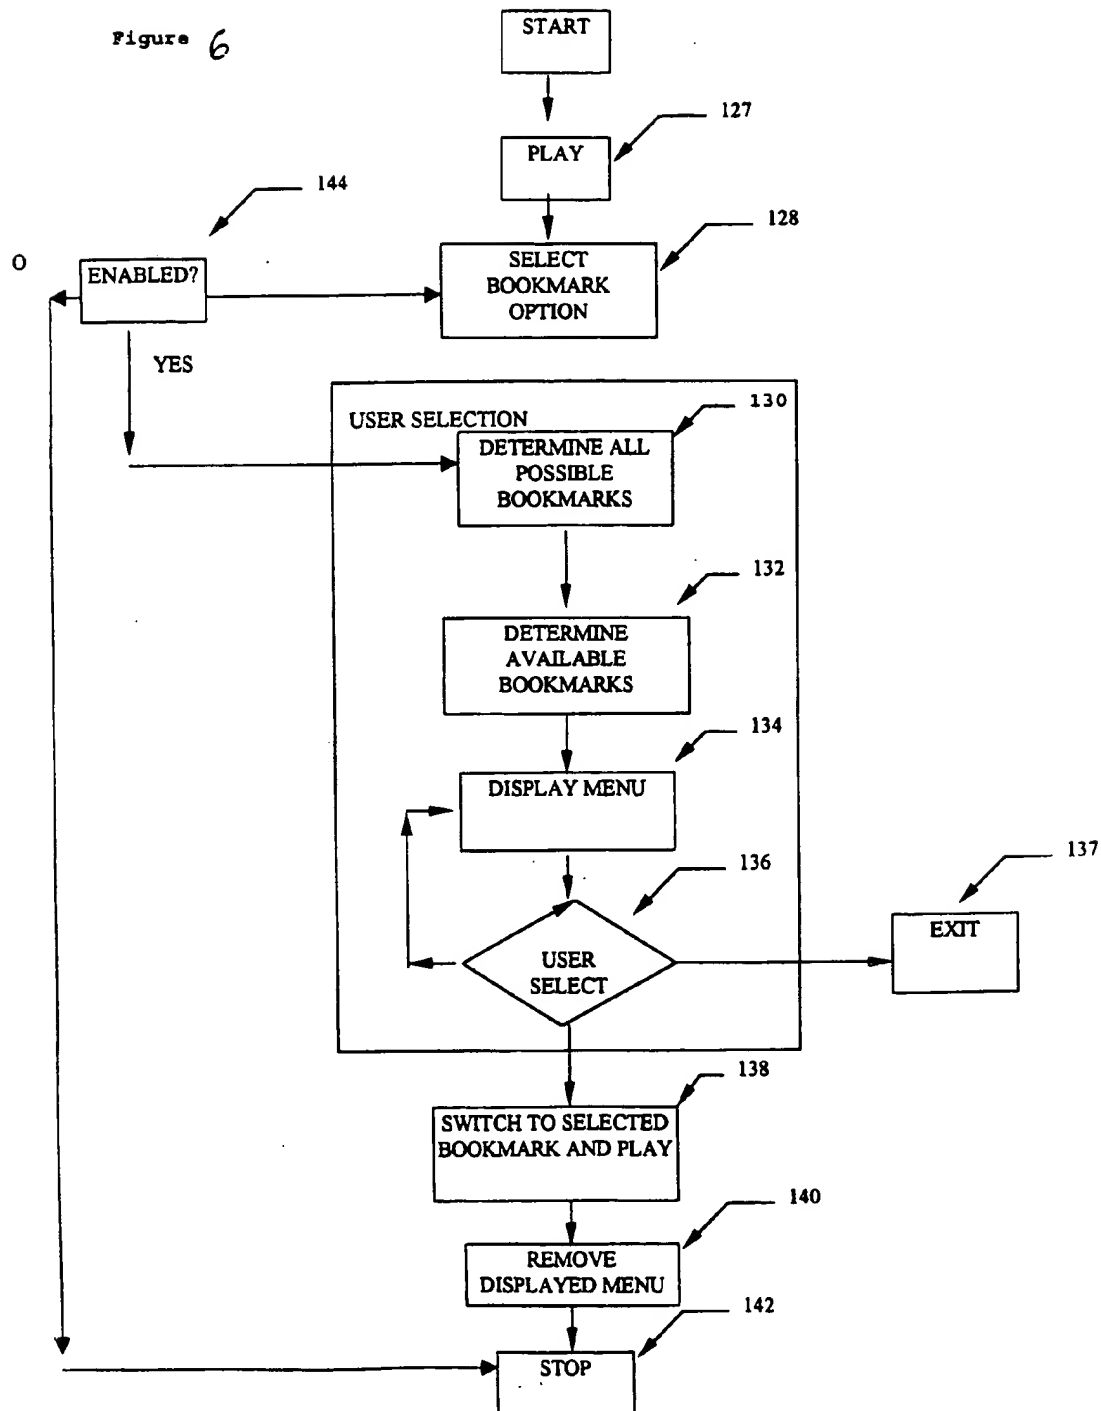 Figure 6
START
127
PLAY
144
128
O
ENABLED?
SELECT
BOOKMARK
OPTION
YES
130
USER SELECTION
DETERMINE ALL
POSSIBLE
BOOKMARKS
132
DETERMINE
AVAILABLE
BOOKMARKS
134
DISPLAY MENU
136
137
EXIT
USER
SELECT
138
SWITCH TO SELECTED
BOOKMARK AND PLAY
140
REMOVE
DISPLAYED MENU
142
STOP